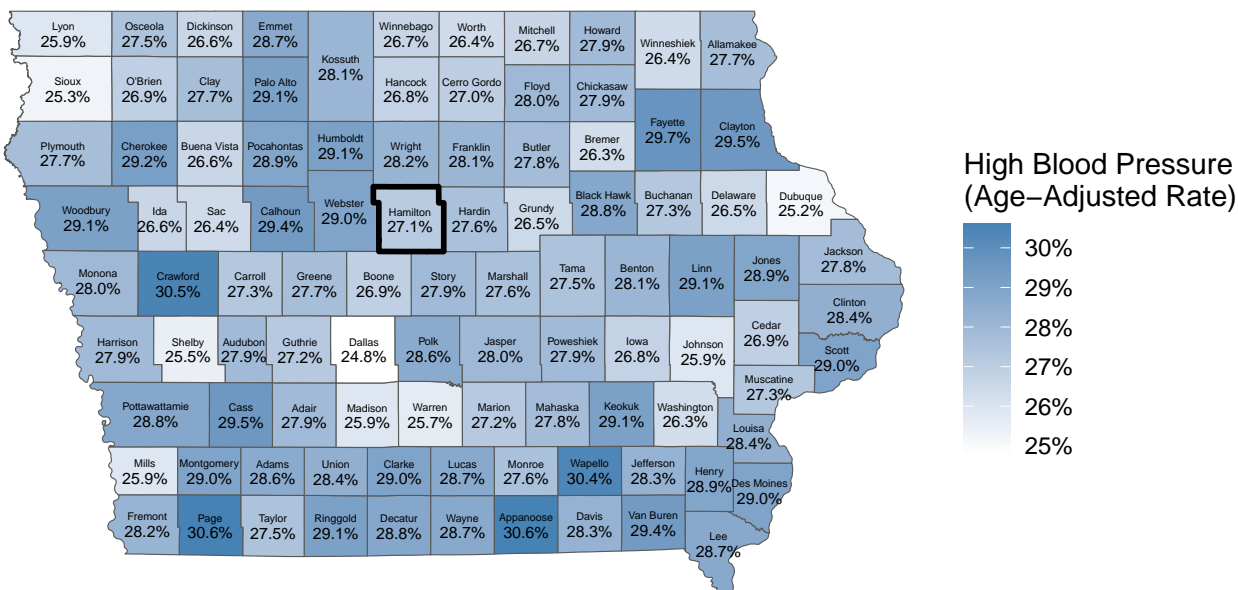 Lyon
25.9%
Osceola
27.5%
Dickinson
26.6%
Emmet
28.7%
Kossuth
28.1%
Winnebago
26.7%
Worth
26.4%
Mitchell
26.7%
Howard
27.9%
Winneshiek
26.4%
Allamakee
27.7%
Sioux
25.3%
O'Brien
26.9%
Clay
27.7%
Palo Alto
29.1%
Hancock
26.8%
Cerro Gordo
27.0%
Floyd
28.0%
Chickasaw
27.9%
Fayette
29.7%
Clayton
29.5%
Plymouth
27.7%
Cherokee
29.2%
Buena Vista
26.6%
Pocahontas
28.9%
Humboldt
29.1%
Wright
28.2%
Franklin
28.1%
Butler
27.8%
Bremer
26.3%
Woodbury
29.1%
Ida
26.6%
Sac
26.4%
Calhoun
29.4%
Webster
29.0%
Hamilton
27.1%
Hardin
27.6%
Grundy
26.5%
Black Hawk
28.8%
Buchanan
27.3%
Delaware
26.5%
Dubuque
25.2%
Monona
28.0%
Crawford
30.5%
Carroll
27.3%
Greene
27.7%
Boone
26.9%
Story
27.9%
Marshall
27.6%
Tama
27.5%
Benton
28.1%
Linn
29.1%
Jones
28.9%
Jackson
27.8%
Clinton
28.4%
Harrison
27.9%
Shelby
25.5%
Audubon
27.9%
Guthrie
27.2%
Dallas
24.8%
Polk
28.6%
Jasper
28.0%
Poweshiek
27.9%
Iowa
26.8%
Johnson
25.9%
Cedar
26.9%
Scott
29.0%
Muscatine
27.3%
Pottawattamie
28.8%
Cass
29.5%
Adair
27.9%
Madison
25.9%
Warren
25.7%
Marion
27.2%
Mahaska
27.8%
Keokuk
29.1%
Washington
26.3%
Louisa
28.4%
Mills
25.9%
Montgomery
29.0%
Adams
28.6%
Union
28.4%
Clarke
29.0%
Lucas
28.7%
Monroe
27.6%
Wapello
30.4%
Jefferson
28.3%
Henry
28.9%
Des Moines
29.0%
Fremont
28.2%
Page
30.6%
Taylor
27.5%
Ringgold
29.1%
Decatur
28.8%
Wayne
28.7%
Appanoose
30.6%
Davis
28.3%
Van Buren
29.4%
Lee
28.7%
High Blood Pressure
(Age−Adjusted Rate)
30%
29%
28%
27%
26%
25%